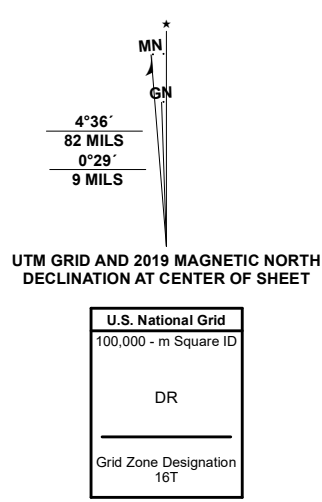 MN
GN
4°36´
82 MILS
0°29´
9 MILS
UTM GRID AND 2019 MAGNETIC NORTH
DECLINATION AT CENTER OF SHEET
U.S. National Grid
100,000 - m Square ID
DR
Grid Zone Designation
16T